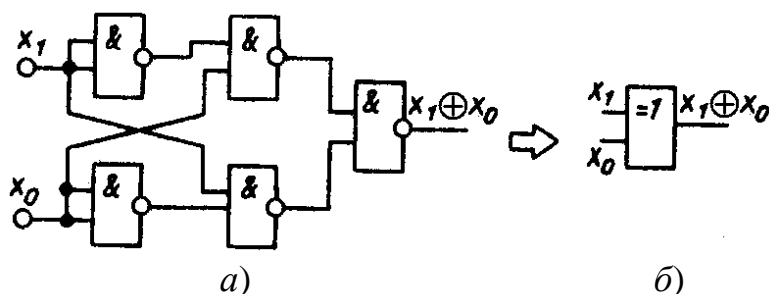 x₁ & & & x₁⊕x₀ x₁ =1 x₁⊕x₀
x₀ & & x₀
а) б)